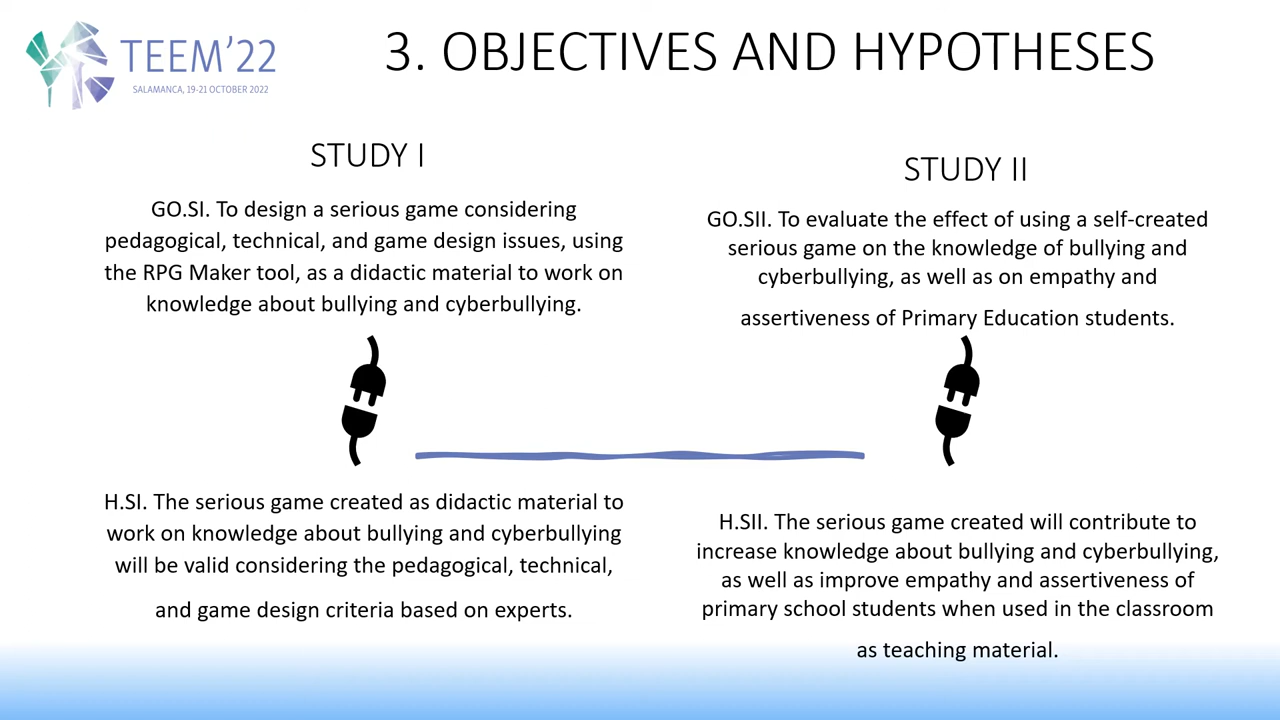 TEEM'22
SALAMANCA, 19-21 OCTOBER 2022
3. OBJECTIVES AND HYPOTHESES
STUDY I
GO.SI. To design a serious game considering
pedagogical, technical, and game design issues, using
the RPG Maker tool, as a didactic material to work on
knowledge about bullying and cyberbullying.
H.SI. The serious game created as didactic material to
work on knowledge about bullying and cyberbullying
will be valid considering the pedagogical, technical,
and game design criteria based on experts.
STUDY II
GO.SII. To evaluate the effect of using a self-created
serious game on the knowledge of bullying and
cyberbullying, as well as on empathy and
assertiveness of Primary Education students.
H.SII. The serious game created will contribute to
increase knowledge about bullying and cyberbullying,
as well as improve empathy and assertiveness of
primary school students when used in the classroom
as teaching material.